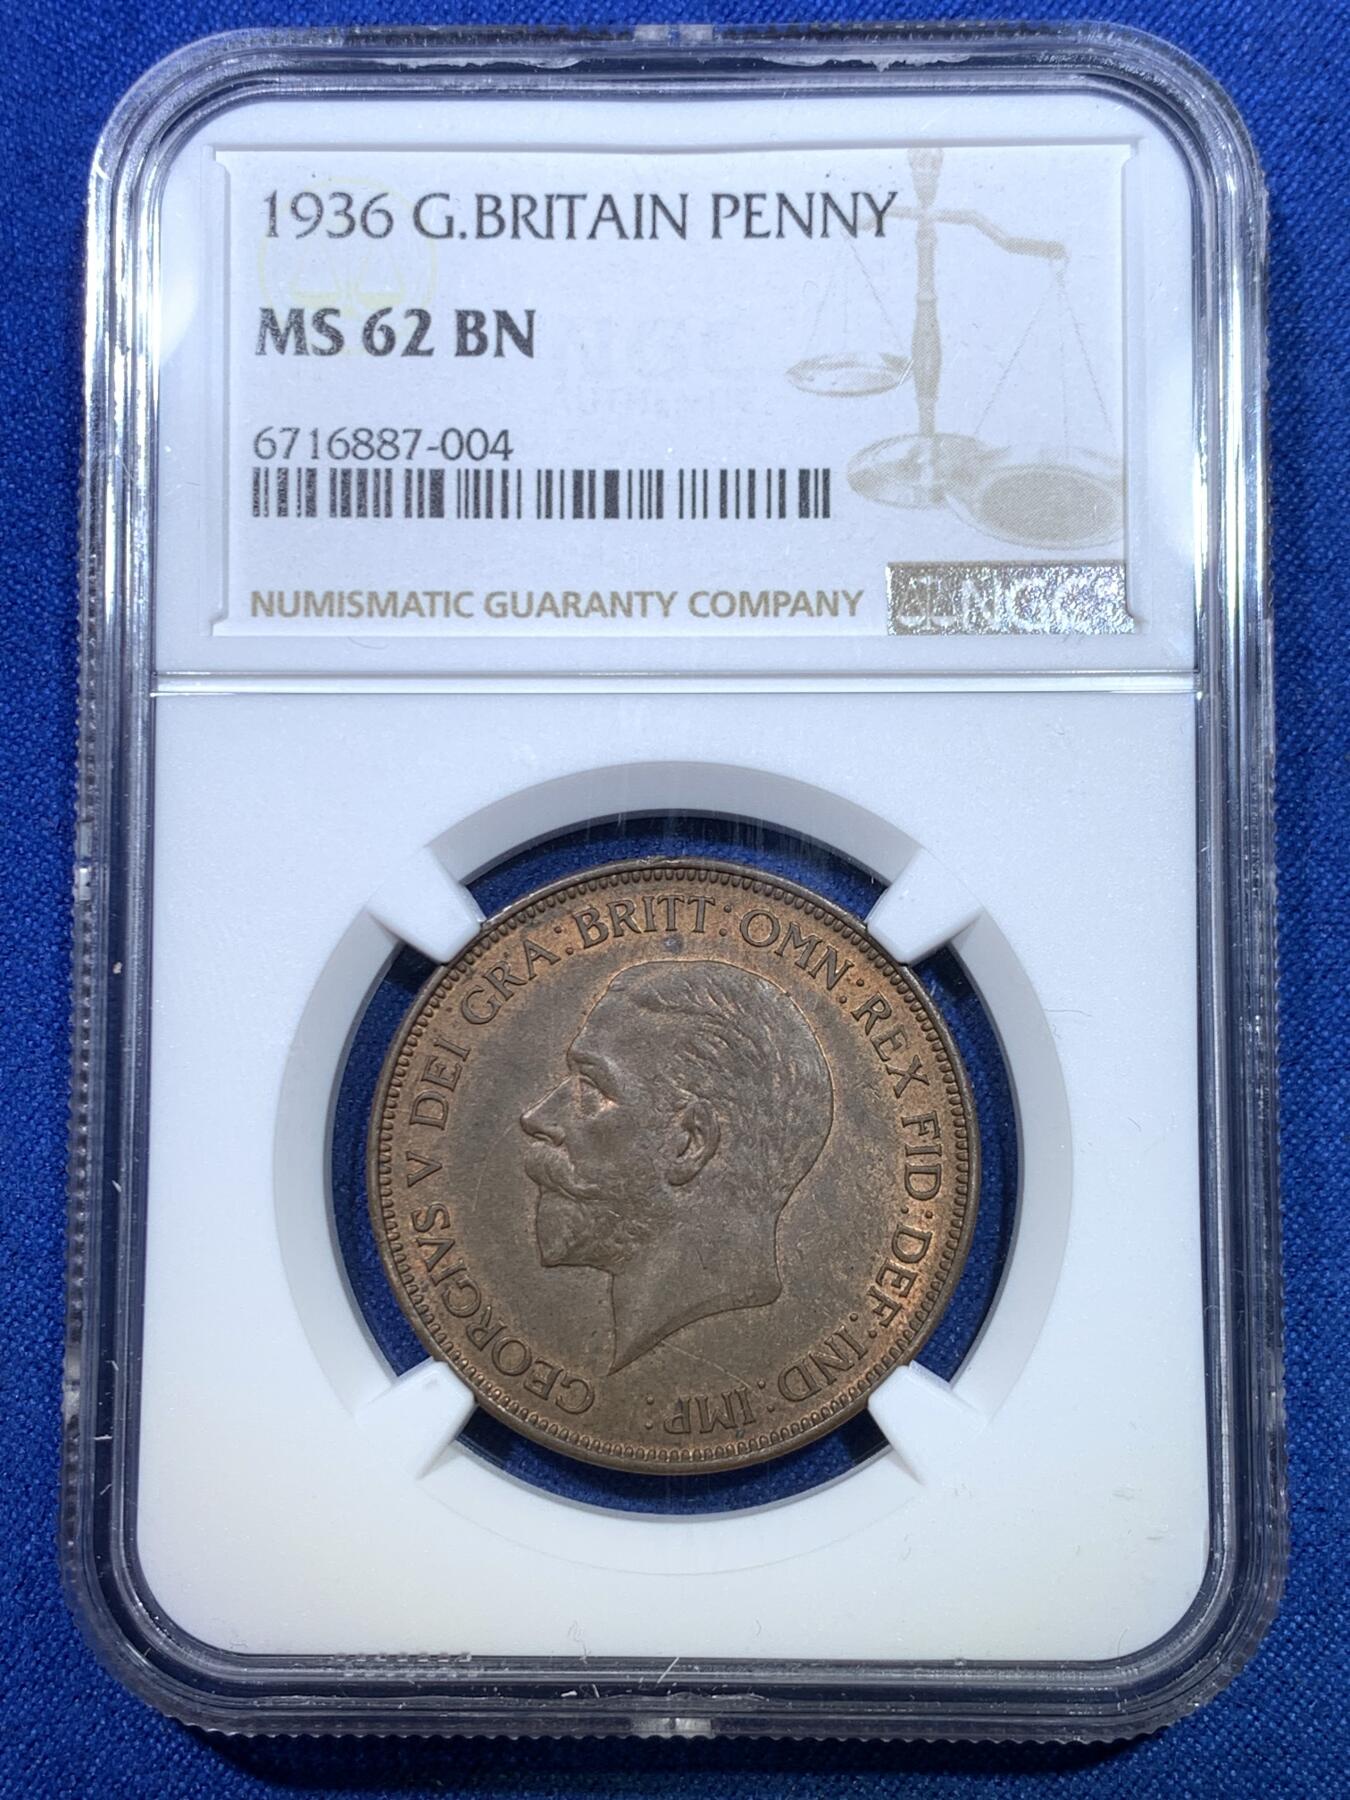 1936 G.BRITAIN PENNY
MS 62 BN
6716887-004
NUMISMATIC GUARANTY COMPANY
NGC
GEORGIVS V DEI GRA: BRITT: OMN: REX FID: DEF: IND: IMP: